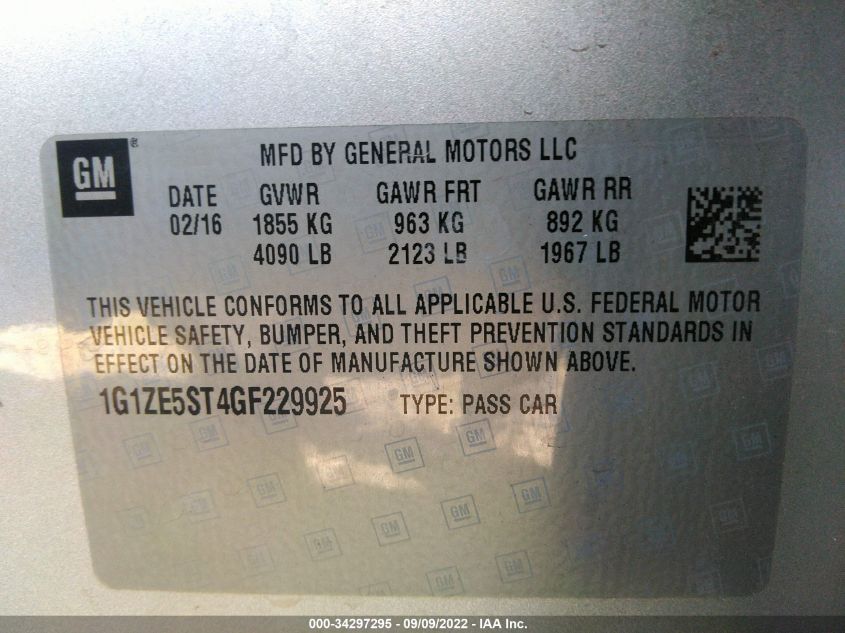 GM ®
MFD BY GENERAL MOTORS LLC
DATE GVWR GAWR FRT GAWR RR
02/16 1855 KG 963 KG 892 KG
4090 LB 2123 LB 1967 LB
THIS VEHICLE CONFORMS TO ALL APPLICABLE U.S. FEDERAL MOTOR
VEHICLE SAFETY, BUMPER, AND THEFT PREVENTION STANDARDS IN
EFFECT ON THE DATE OF MANUFACTURE SHOWN ABOVE.
1G1ZE5ST4GF229925 TYPE: PASS CAR
000-34297295 - 09/09/2022 - IAA Inc.